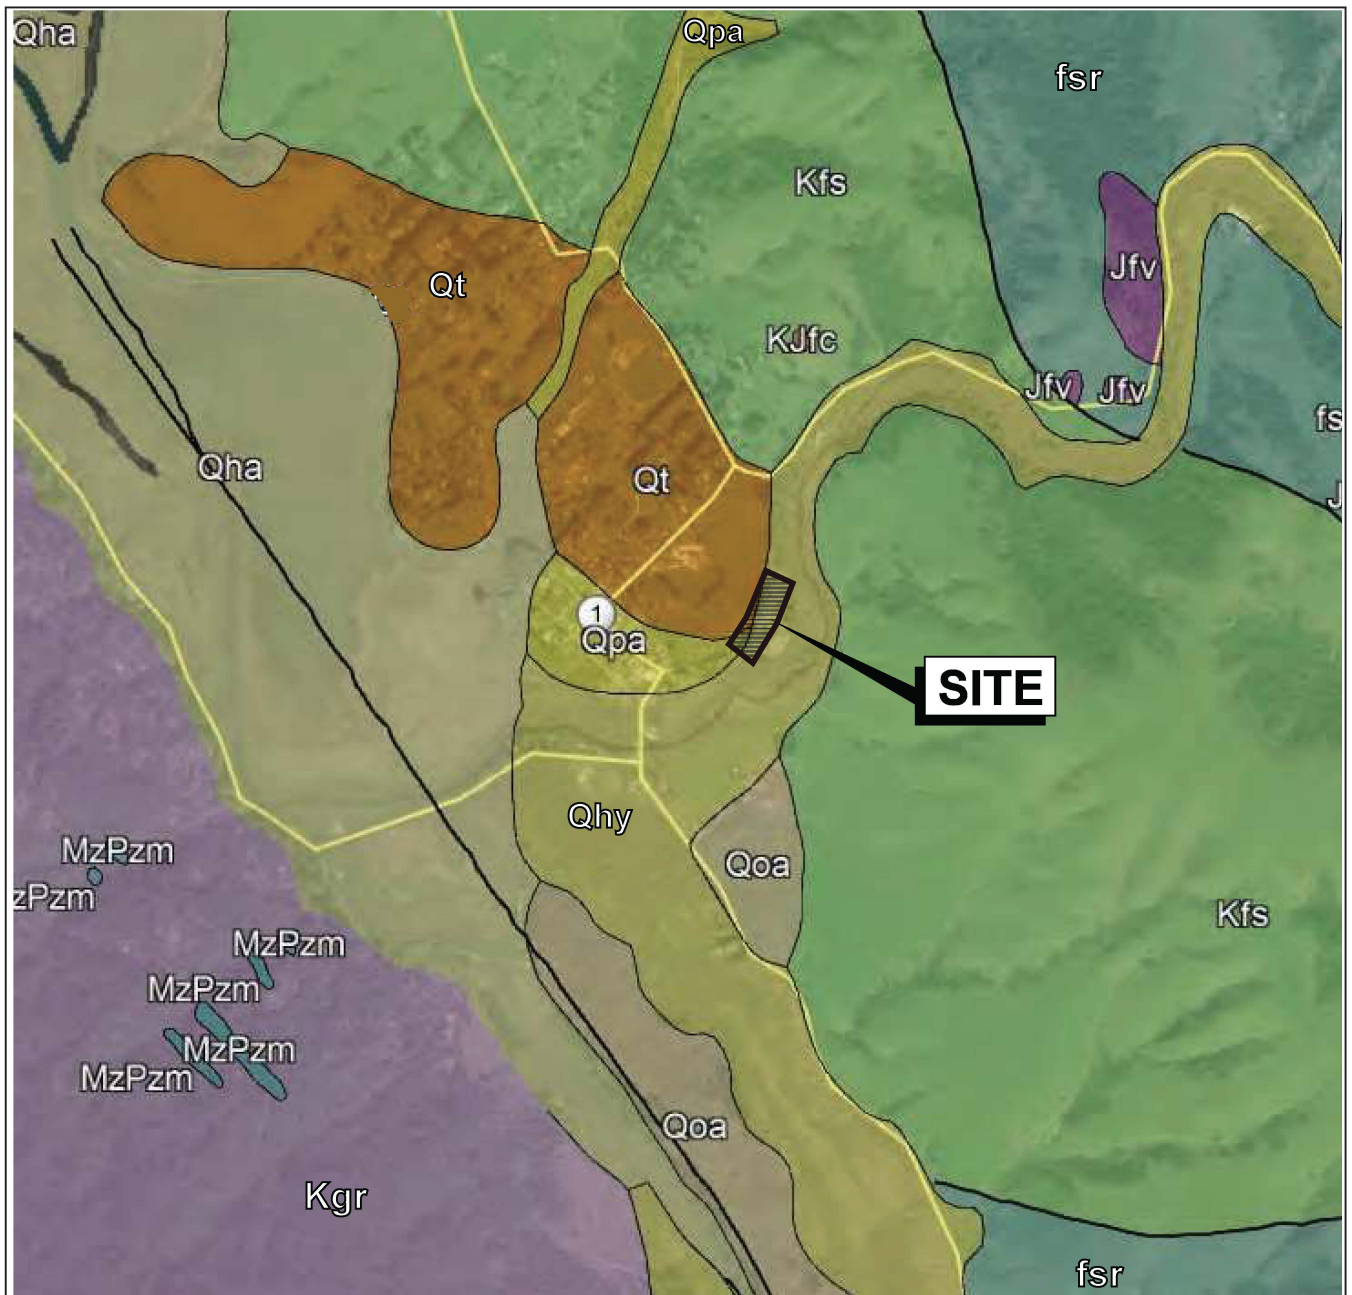 Qha
Qpa
fsr
Kfs
Jfv
Qt
KJfc
Jfv
Jfv
fs
Qha
Qt
J
1
Qpa
SITE
Qhy
MzPzm
Qoa
zPzm
Kfs
MzPzm
MzPzm
MzPzm
MzPzm
Qoa
Kgr
fsr